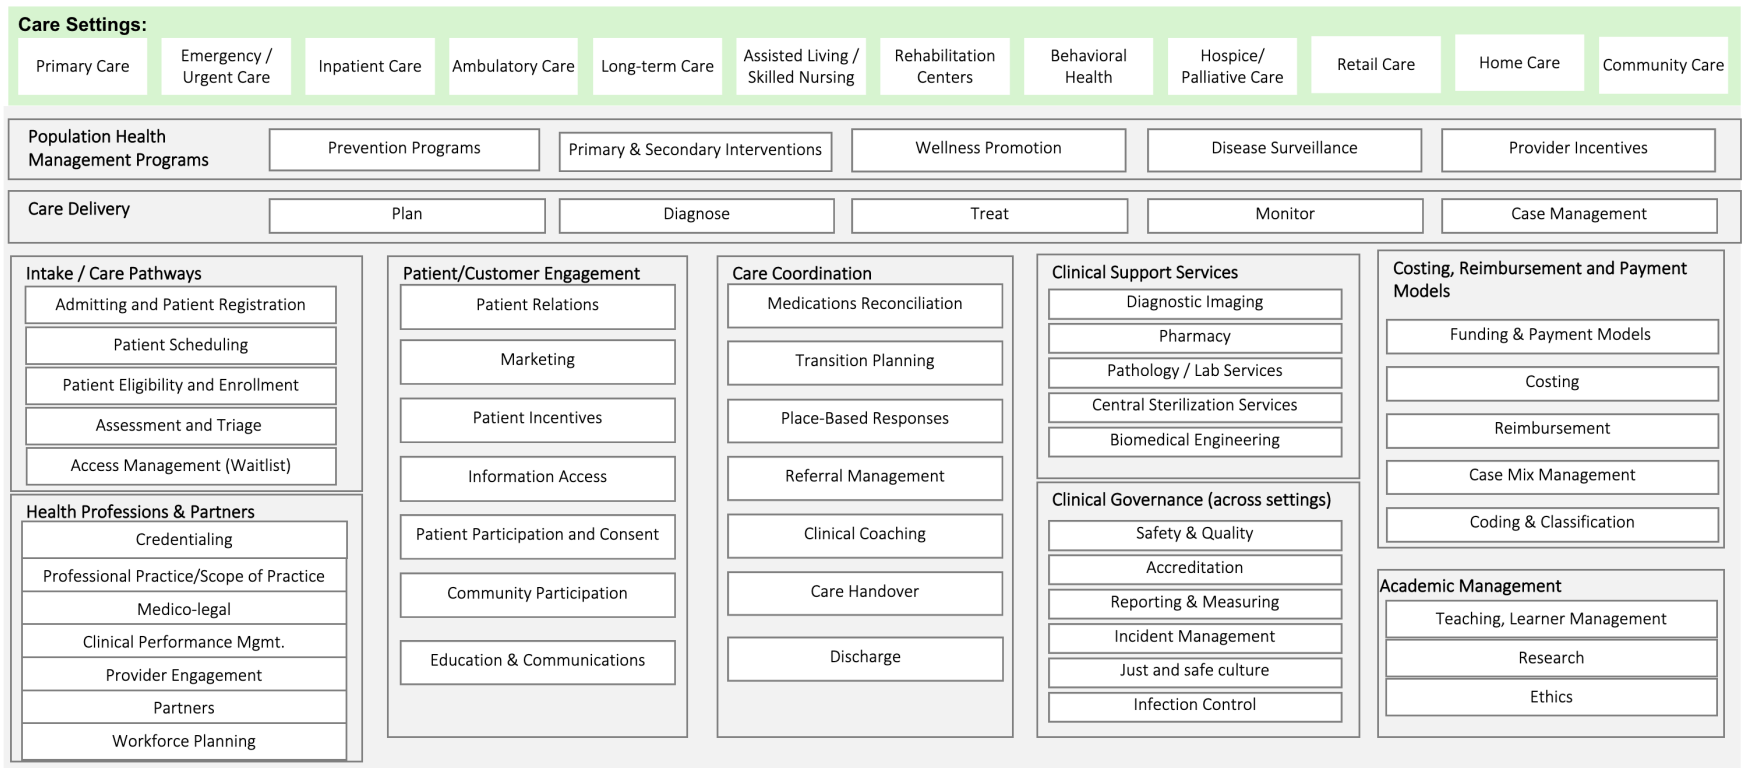 Care Settings:
Primary Care
Emergency /
Urgent Care
Inpatient Care
Ambulatory Care
Long-term Care
Assisted Living /
Skilled Nursing
Rehabilitation
Centers
Behavioral
Health
Hospice/
Palliative Care
Retail Care
Home Care
Community Care
Population Health
Management Programs
Prevention Programs
Primary & Secondary Interventions
Wellness Promotion
Disease Surveillance
Provider Incentives
Care Delivery
Plan
Diagnose
Treat
Monitor
Case Management
Intake / Care Pathways
Admitting and Patient Registration
Patient Scheduling
Patient Eligibility and Enrollment
Assessment and Triage
Access Management (Waitlist)
Health Professions & Partners
Credentialing
Professional Practice/Scope of Practice
Medico-legal
Clinical Performance Mgmt.
Provider Engagement
Partners
Workforce Planning
Patient/Customer Engagement
Patient Relations
Marketing
Patient Incentives
Information Access
Patient Participation and Consent
Community Participation
Education & Communications
Care Coordination
Medications Reconciliation
Transition Planning
Place-Based Responses
Referral Management
Clinical Coaching
Care Handover
Discharge
Clinical Support Services
Diagnostic Imaging
Pharmacy
Pathology / Lab Services
Central Sterilization Services
Biomedical Engineering
Clinical Governance (across settings)
Safety & Quality
Accreditation
Reporting & Measuring
Incident Management
Just and safe culture
Infection Control
Costing, Reimbursement and Payment
Models
Funding & Payment Models
Costing
Reimbursement
Case Mix Management
Coding & Classification
Academic Management
Teaching, Learner Management
Research
Ethics